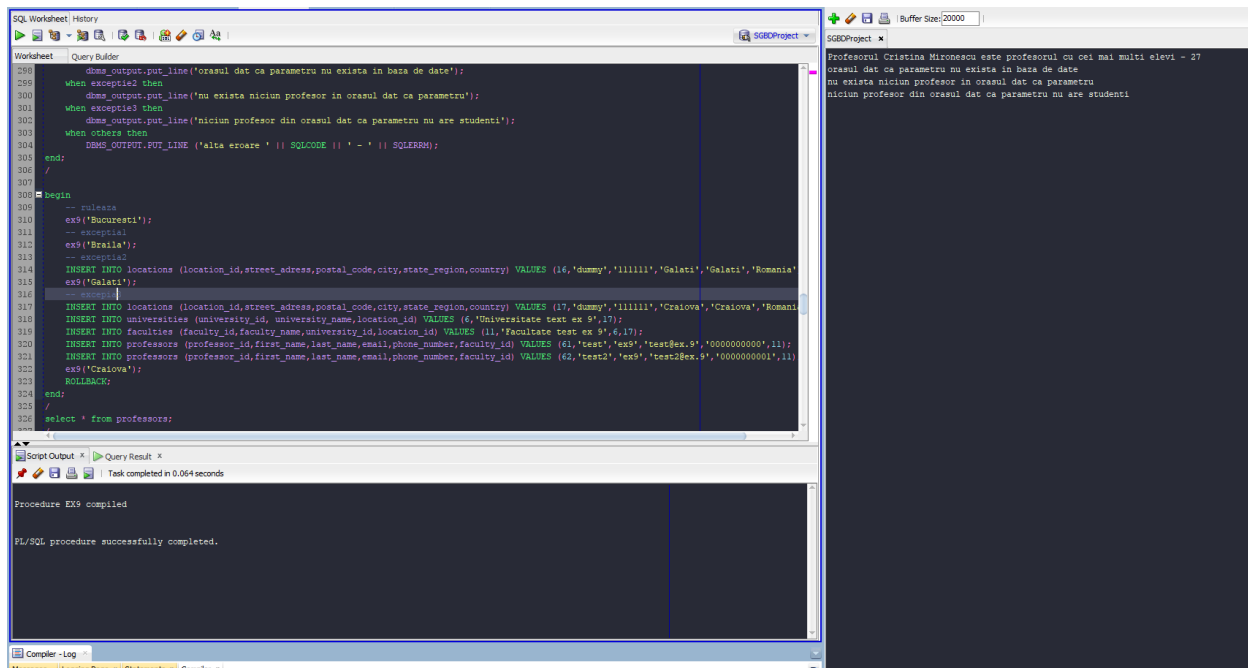 SQL Worksheet History
SGBDProject
Worksheet Query Builder
298 dbms_output.put_line('orasul dat ca parametru nu exista in baza de date');
299 when exceptie2 then
300 dbms_output.put_line('nu exista niciun profesor in orasul dat ca parametru');
301 when exceptie3 then
302 dbms_output.put_line('niciun profesor din orasul dat ca parametru nu are studenti');
303 when others then
304 DBMS_OUTPUT.PUT_LINE ('alta eroare ' || SQLCODE || ' - ' || SQLERRM);
305 end;
306 /
307
308 begin
309 -- ruleaza
310 ex9('Bucuresti');
311 -- exceptia1
312 ex9('Braila');
313 -- exceptia2
314 INSERT INTO locations (location_id,street_adress,postal_code,city,state_region,country) VALUES (16,'dummy','111111','Galati','Galati','Romania'
315 ex9('Galati');
316 --
317 INSERT INTO locations (location_id,street_adress,postal_code,city,state_region,country) VALUES (17,'dummy','111111','Craiova','Craiova','Romani
318 INSERT INTO universities (university_id, university_name,location_id) VALUES (6,'Universitate text ex 9',17);
319 INSERT INTO faculties (faculty_id,faculty_name,university_id,location_id) VALUES (11,'Facultate test ex 9',6,17);
320 INSERT INTO professors (professor_id,first_name,last_name,email,phone_number,faculty_id) VALUES (61,'test','ex9','test@ex.9','0000000000',11);
321 INSERT INTO professors (professor_id,first_name,last_name,email,phone_number,faculty_id) VALUES (62,'test2','ex9','test2@ex.9','0000000001',11)
322 ex9('Craiova');
323 ROLLBACK;
324 end;
325 /
326 select * from professors;
Script Output x Query Result x
Task completed in 0.064 seconds
Procedure EX9 compiled
PL/SQL procedure successfully completed.
Compiler - Log
Buffer Size: 20000
SGBDProject x
Profesorul Cristina Mironescu este profesorul cu cei mai multi elevi - 27
orasul dat ca parametru nu exista in baza de date
nu exista niciun profesor in orasul dat ca parametru
niciun profesor din orasul dat ca parametru nu are studenti